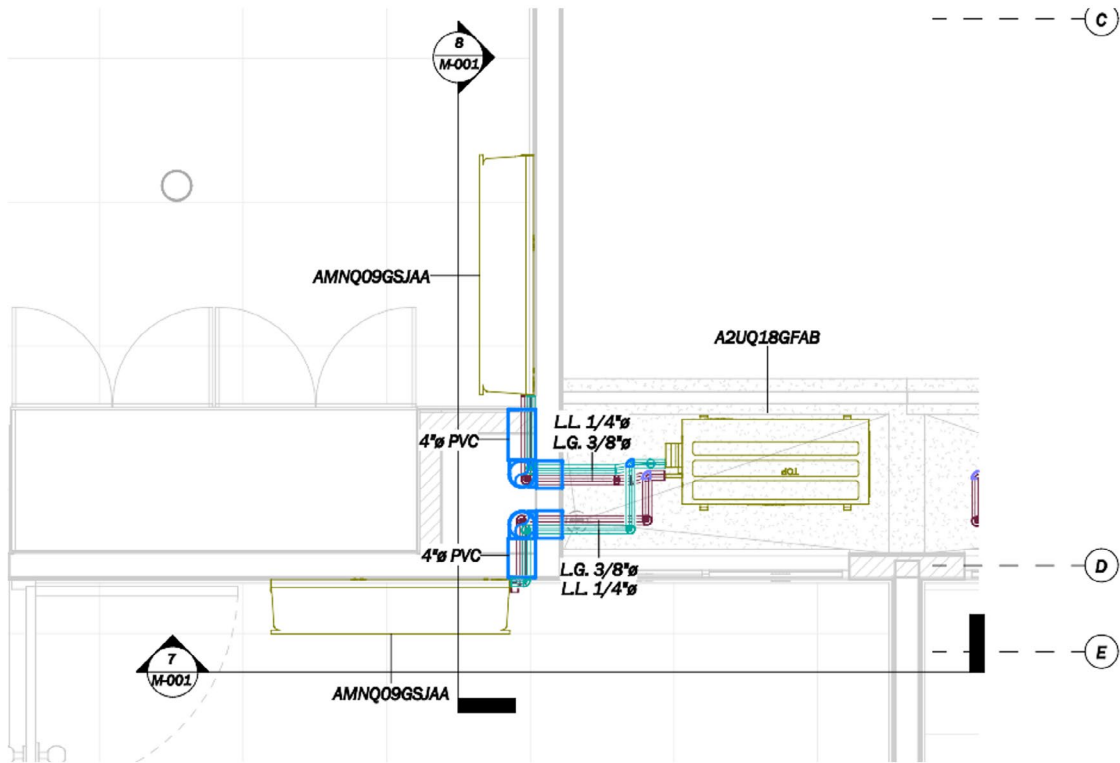 C
8
M-001
AMNQ09GSJAA
A2UQ18GFAB
L.L. 1/4"ø
L.G. 3/8"ø
4"ø PVC
TOP
4"ø PVC
L.G. 3/8"ø
L.L. 1/4"ø
D
E
7
M-001
AMNQ09GSJAA